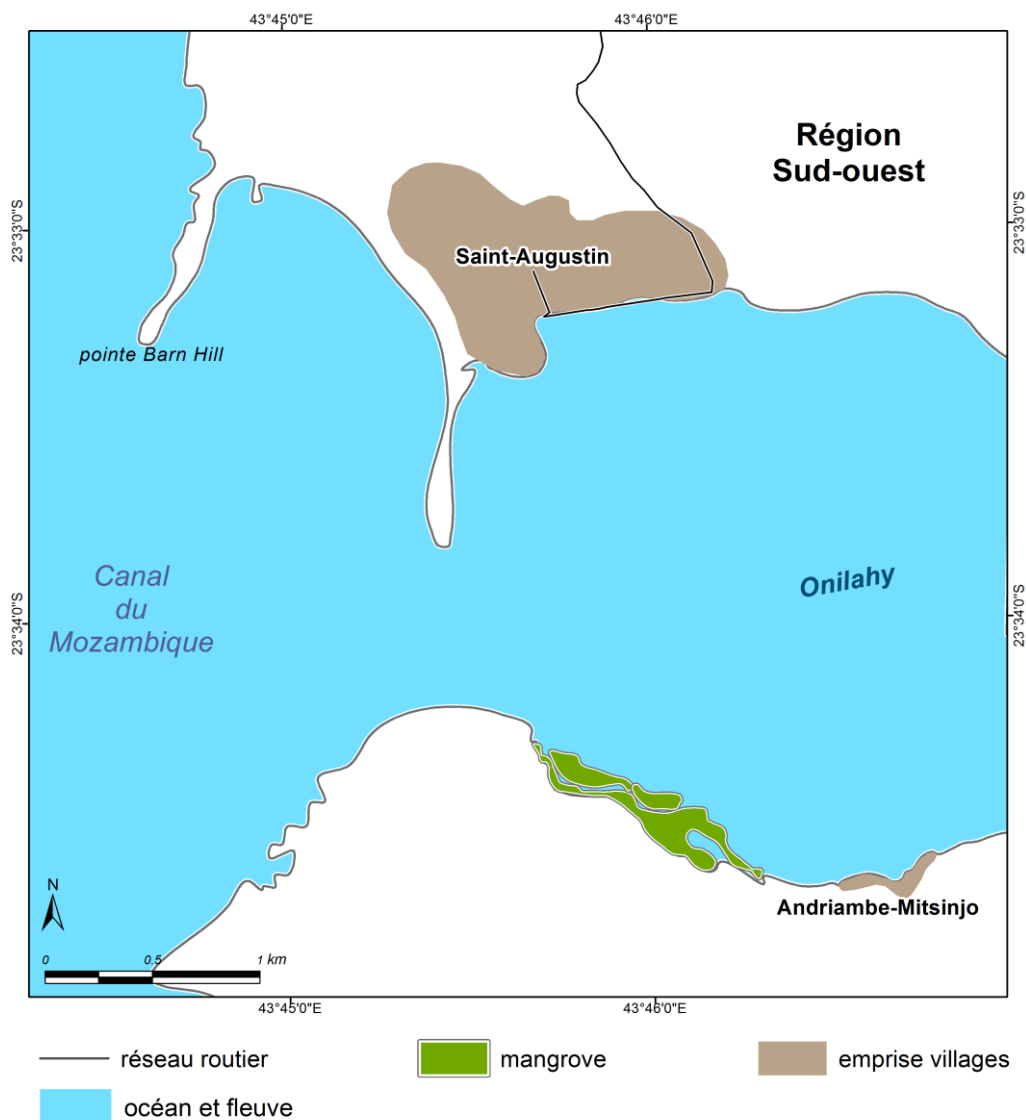 43°45'0"E
43°46'0"E
Région
Sud-ouest
23°33'0"S
23°33'0"S
Saint-Augustin
pointe Barn Hill
Canal
du
Mozambique
Onilahy
23°34'0"S
23°34'0"S
Andriambe-Mitsinjo
N
0
0.5
1 km
43°45'0"E
43°46'0"E
réseau routier
mangrove
emprise villages
océan et fleuve